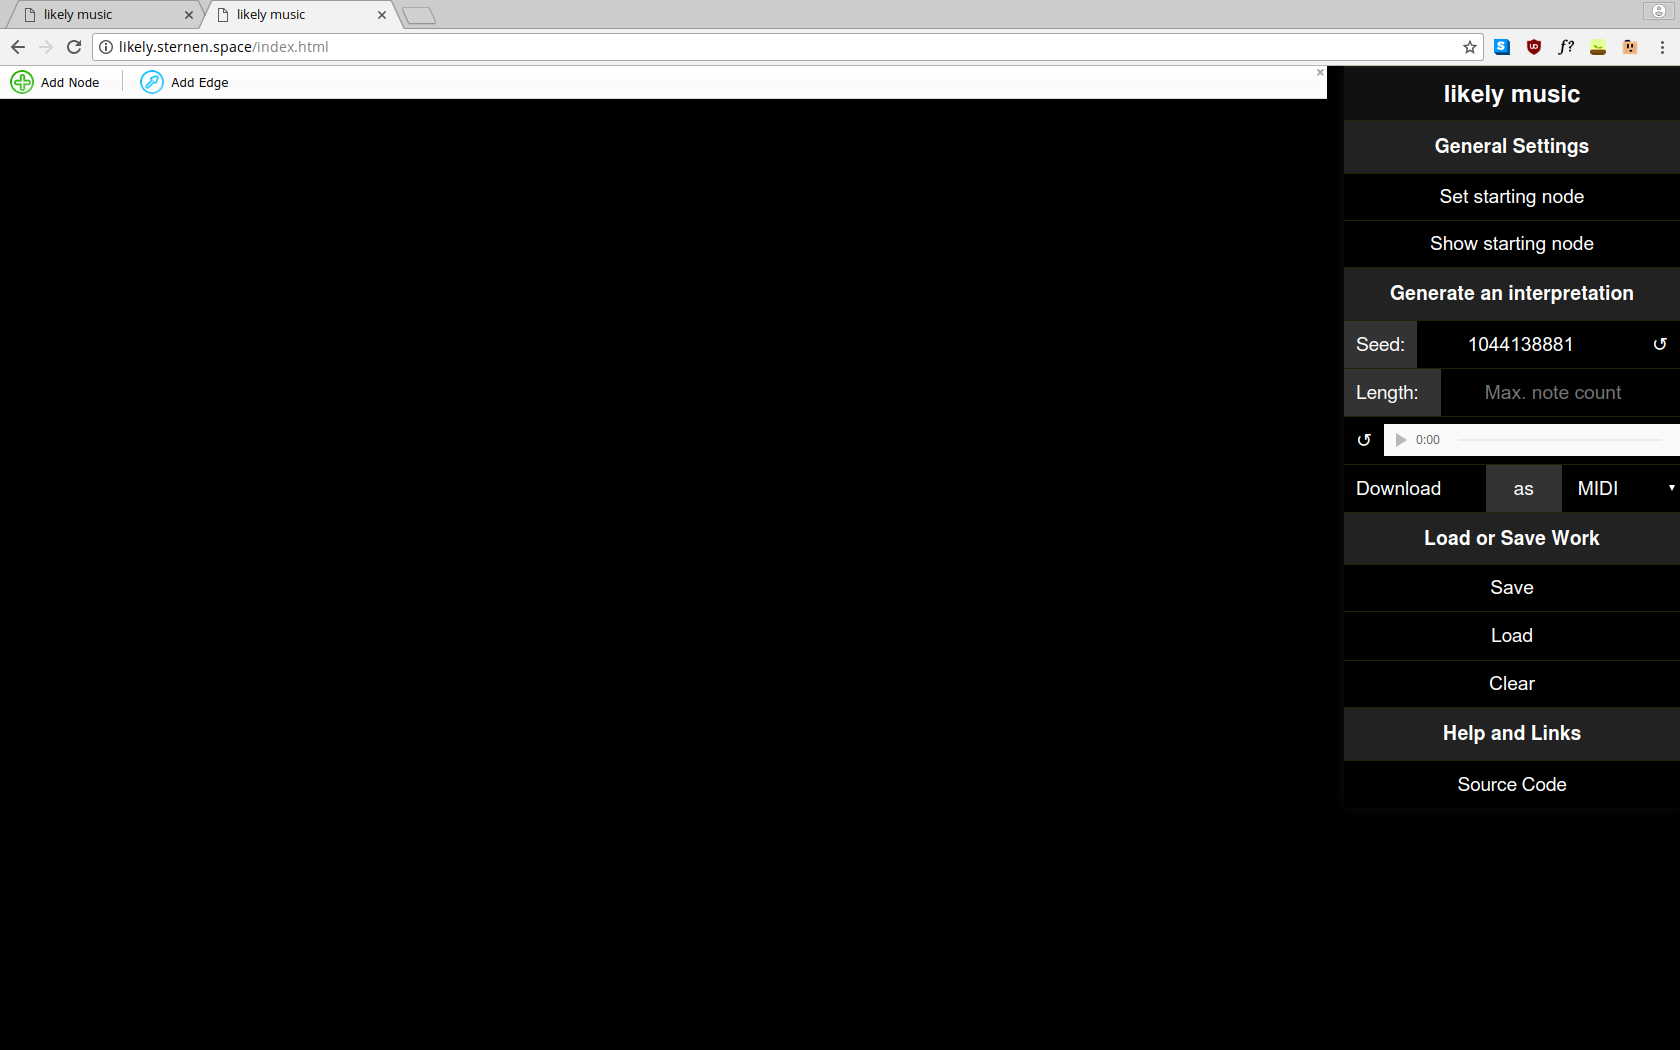 likely music
likely music
likely.sternen.space/index.html
f?
Add Node
Add Edge
likely music
General Settings
Set starting node
Show starting node
Generate an interpretation
Seed: 1044138881
Length: Max. note count
0:00
Download as MIDI
Load or Save Work
Save
Load
Clear
Help and Links
Source Code